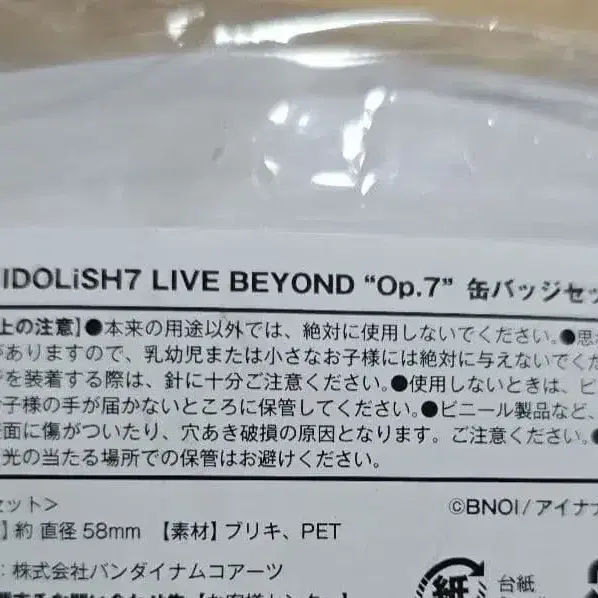 IDOLiSH7 LIVE BEYOND “Op.7” 缶バッジセッ
上の注意】●本来の用途以外では、絶対に使用しないでください。●思
がありますので、乳幼児または小さなお子様には絶対に与えないでくだ
を装着する際は、針に十分ご注意ください。●使用しないときは、ピ
子様の手が届かないところに保管してください。●ビニール製品など、
面に傷がついたり、穴あき破損の原因となります。ご注意ください。●
光の当たる場所での保管はお避けください。
セット＞
©BNOI/アイナナ
】約 直径58mm 【素材】ブリキ、PET
：株式会社バンダイナムコアーツ
紙
台紙